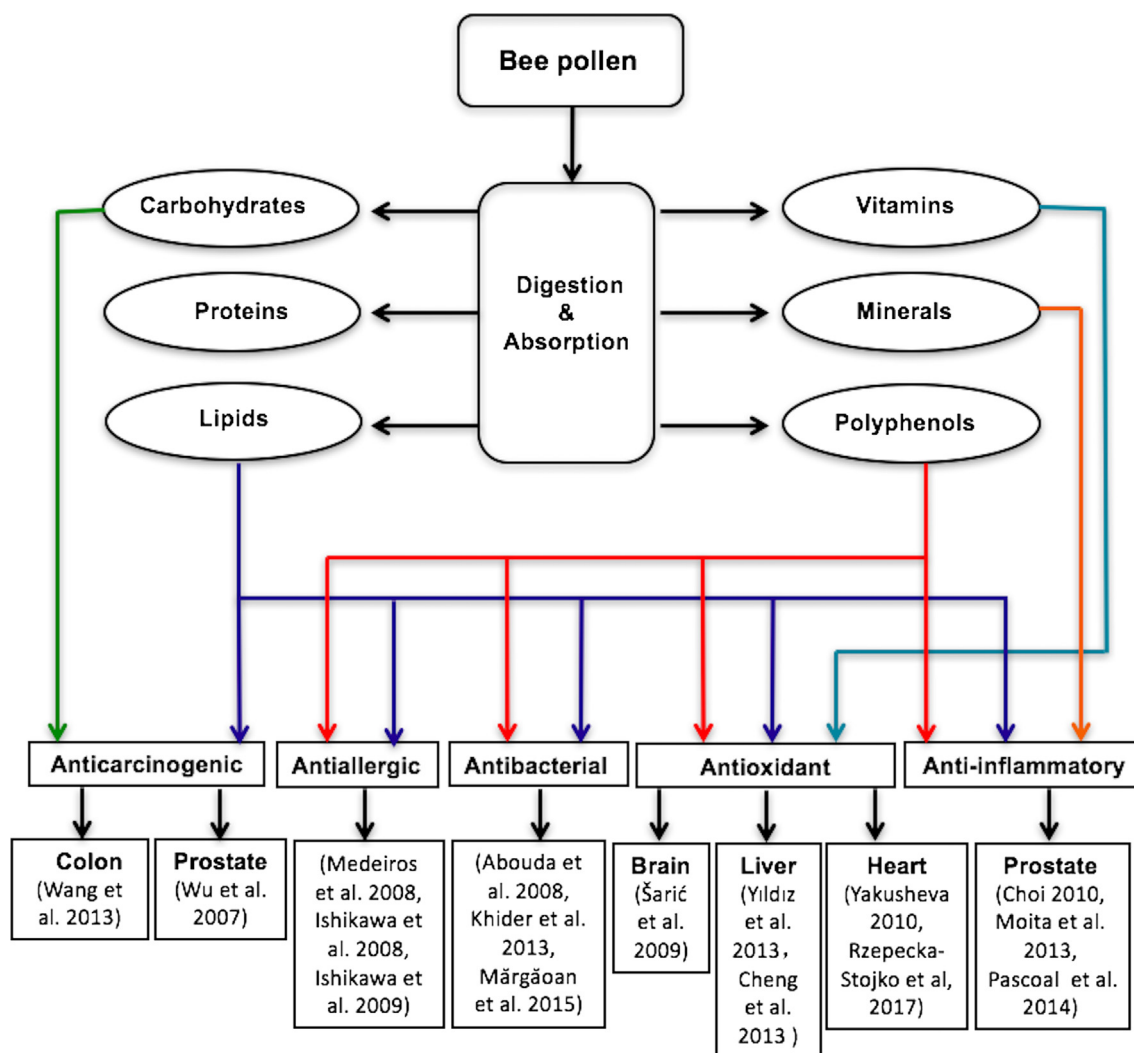 Bee pollen
Carbohydrates
Vitamins
Digestion
&
Absorption
Proteins
Minerals
Lipids
Polyphenols
Anticarcinogenic
Antiallergic
Antibacterial
Antioxidant
Anti-inflammatory
Colon
(Wang et
al. 2013)
Prostate
(Wu et al.
2007)
(Medeiros
et al. 2008,
Ishikawa et
al. 2008,
Ishikawa et
al. 2009)
(Abouda et
al. 2008,
Khider et al.
2013,
Mărgăoan
et al. 2015)
Brain
(Šarić et
al. 2009)
Liver
(Yıldız et
al. 2013,
Cheng et
al. 2013 )
Heart
(Yakusheva
2010,
Rzepecka-
Stojko et al,
2017)
Prostate
(Choi 2010,
Moita et al.
2013,
Pascoal et al.
2014)